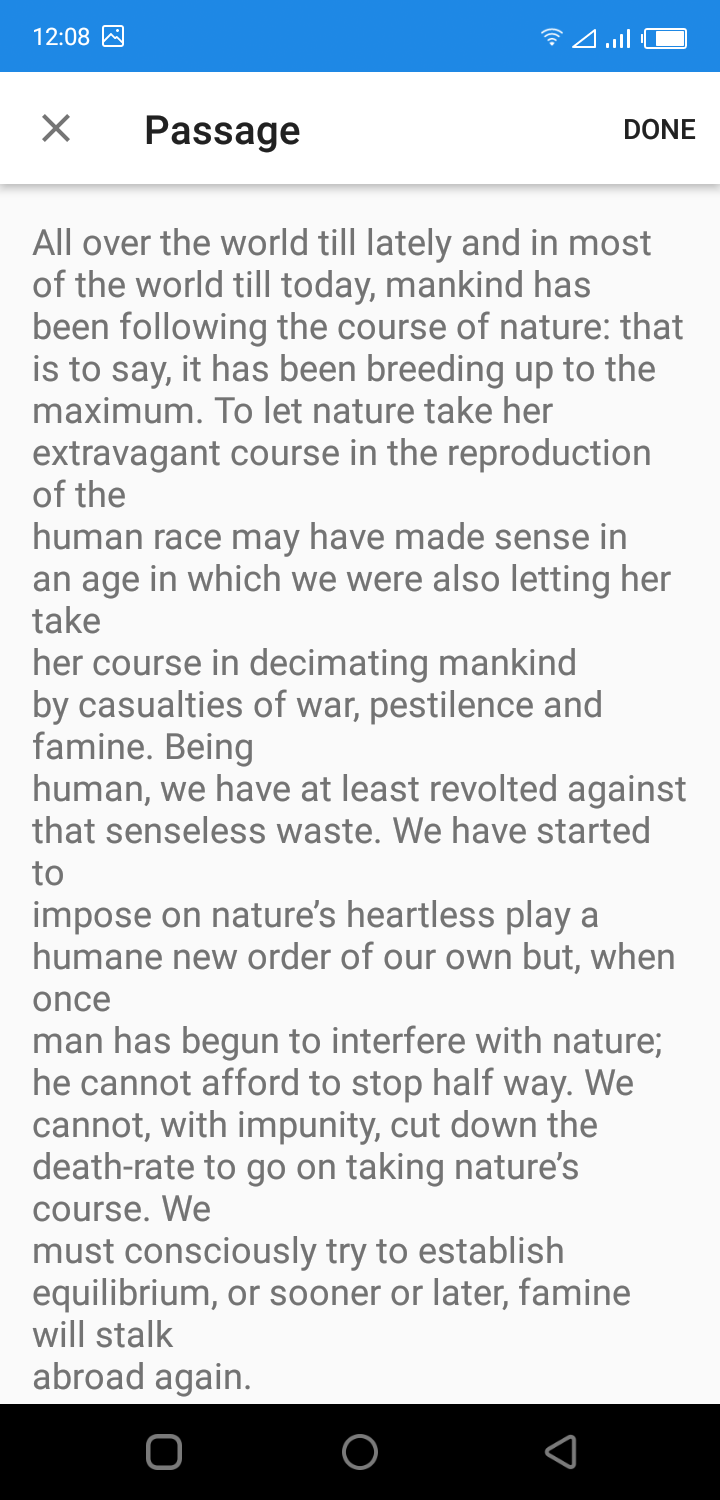 12:08
Passage
DONE
All over the world till lately and in most
of the world till today, mankind has
been following the course of nature: that
is to say, it has been breeding up to the
maximum. To let nature take her
extravagant course in the reproduction
of the
human race may have made sense in
an age in which we were also letting her
take
her course in decimating mankind
by casualties of war, pestilence and
famine. Being
human, we have at least revolted against
that senseless waste. We have started
to
impose on nature’s heartless play a
humane new order of our own but, when
once
man has begun to interfere with nature;
he cannot afford to stop half way. We
cannot, with impunity, cut down the
death-rate to go on taking nature’s
course. We
must consciously try to establish
equilibrium, or sooner or later, famine
will stalk
abroad again.